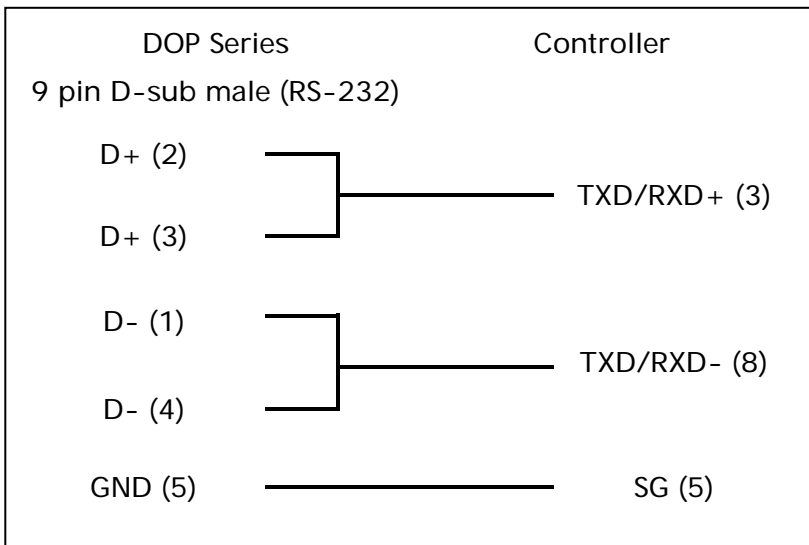 DOP Series Controller
9 pin D-sub male (RS-232)
D+ (2)
TXD/RXD+ (3)
D+ (3)
D- (1)
TXD/RXD- (8)
D- (4)
GND (5) SG (5)